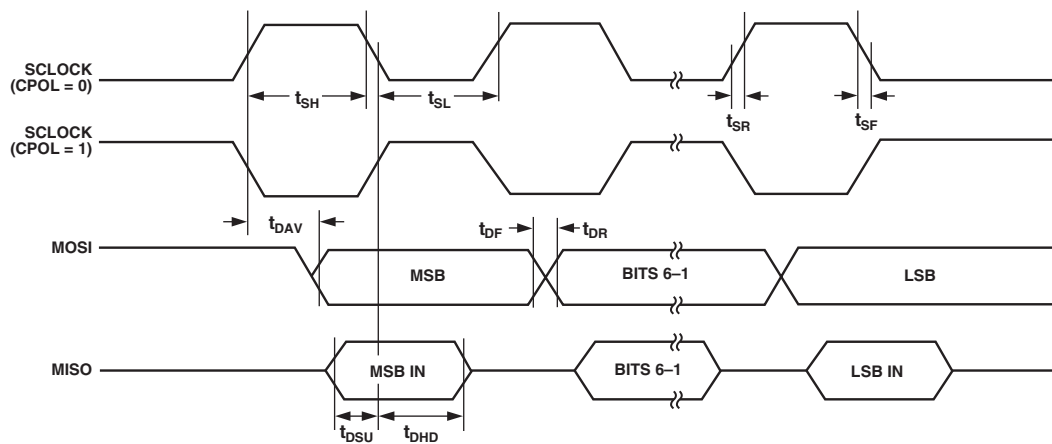 SCLOCK
(CPOL = 0)
tSH
tSL
tSR
tSF
SCLOCK
(CPOL = 1)
tDAV
tDF
tDR
MOSI
MSB
BITS 6–1
LSB
MISO
MSB IN
BITS 6–1
LSB IN
tDSU
tDHD